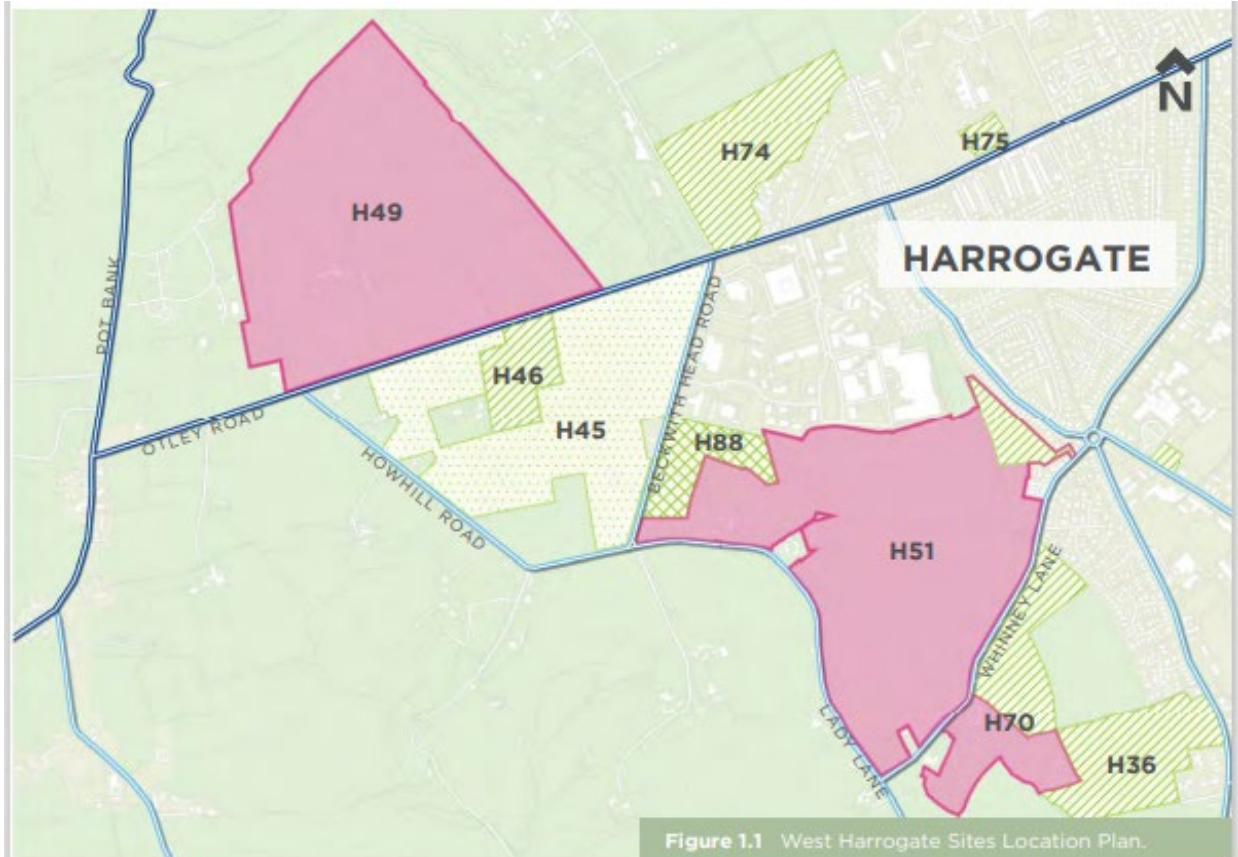 N
H74
H75
H49
HARROGATE
POT BANK
BECKWITH HEAD ROAD
H46
OTLEY ROAD
H45
H88
HOWHILL ROAD
H51
WHINNEY LANE
LADY LANE
H70
H36
Figure 1.1 West Harrogate Sites Location Plan.